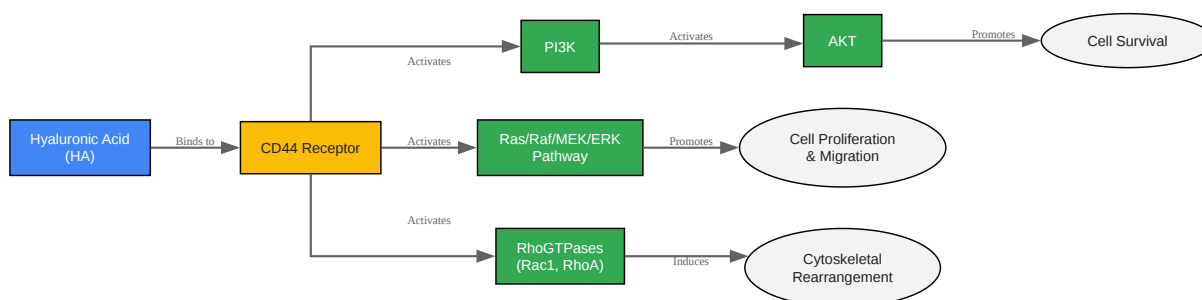 PI3K
Activates
AKT
Promotes
Cell Survival
Activates
Hyaluronic Acid
(HA)
Binds to
CD44 Receptor
Activates
Ras/Raf/MEK/ERK
Pathway
Promotes
Cell Proliferation
& Migration
Activates
RhoGTPases
(Rac1, RhoA)
Induces
Cytoskeletal
Rearrangement